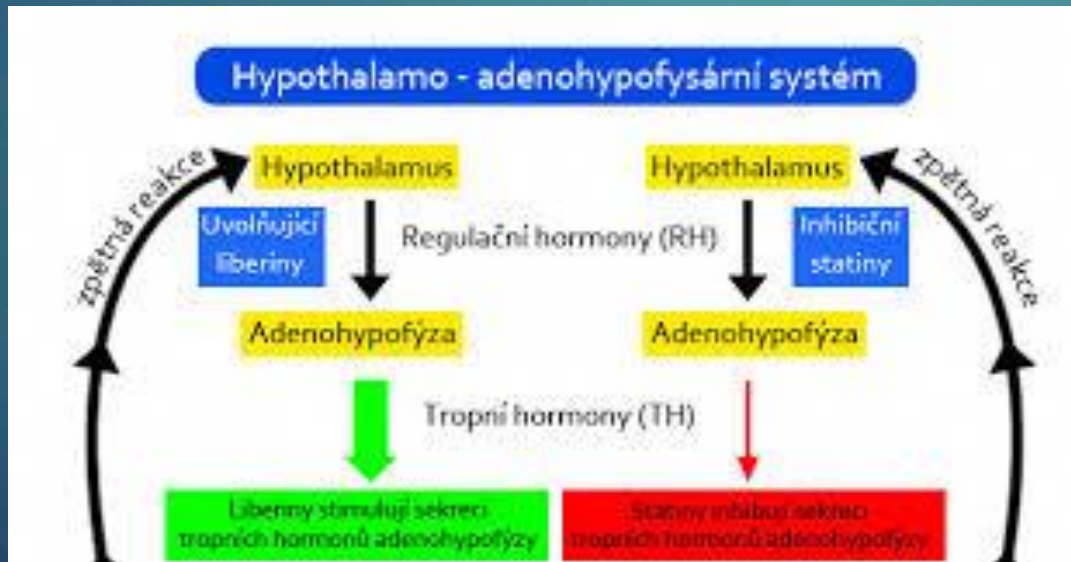 Hypothalamo - adenohypofysární systém
zpětná reakce
Hypothalamus
Hypothalamus
zpětná reakce
Uvolňující
liberiny
Regulační hormony (RH)
Inhibiční
statiny
Adenohypofýza
Adenohypofýza
Tropní hormony (TH)
Liberiny stimulují sekreci
tropních hormonů adenohypofýzy
Statiny inhibují sekreci
tropních hormonů adenohypofýzy